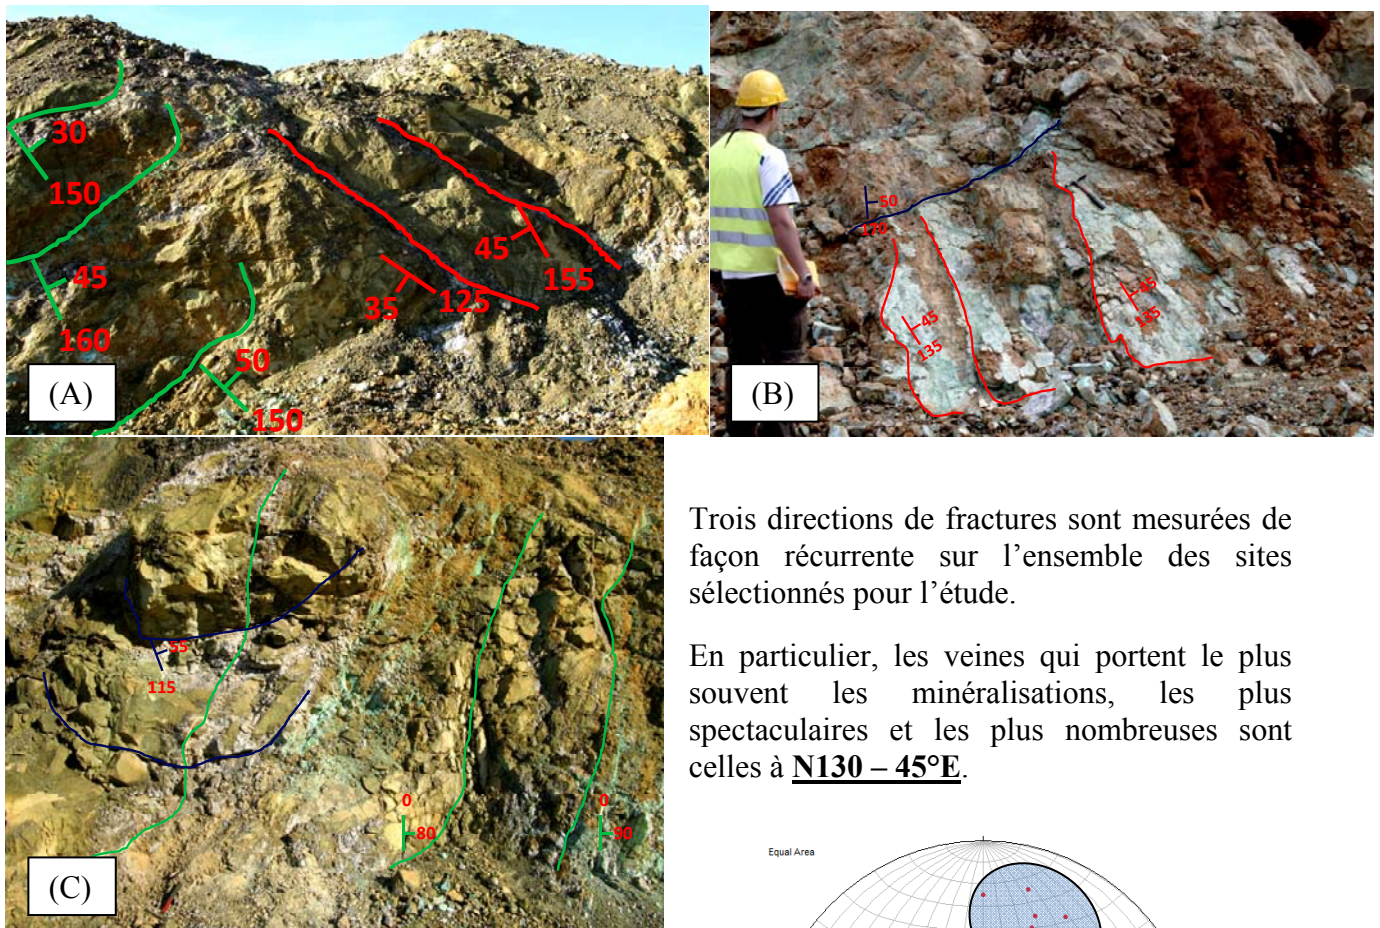 30
150
45
160
50
150
45
155
35
125
(A)
50
170
45
135
45
135
(B)
55
115
0
80
0
90
(C)
Trois directions de fractures sont mesurées de
façon récurrente sur l'ensemble des sites
sélectionnés pour l'étude.
En particulier, les veines qui portent le plus
souvent les minéralisations, les plus
spectaculaires et les plus nombreuses sont
celles à N130 – 45°E.
Equal Area